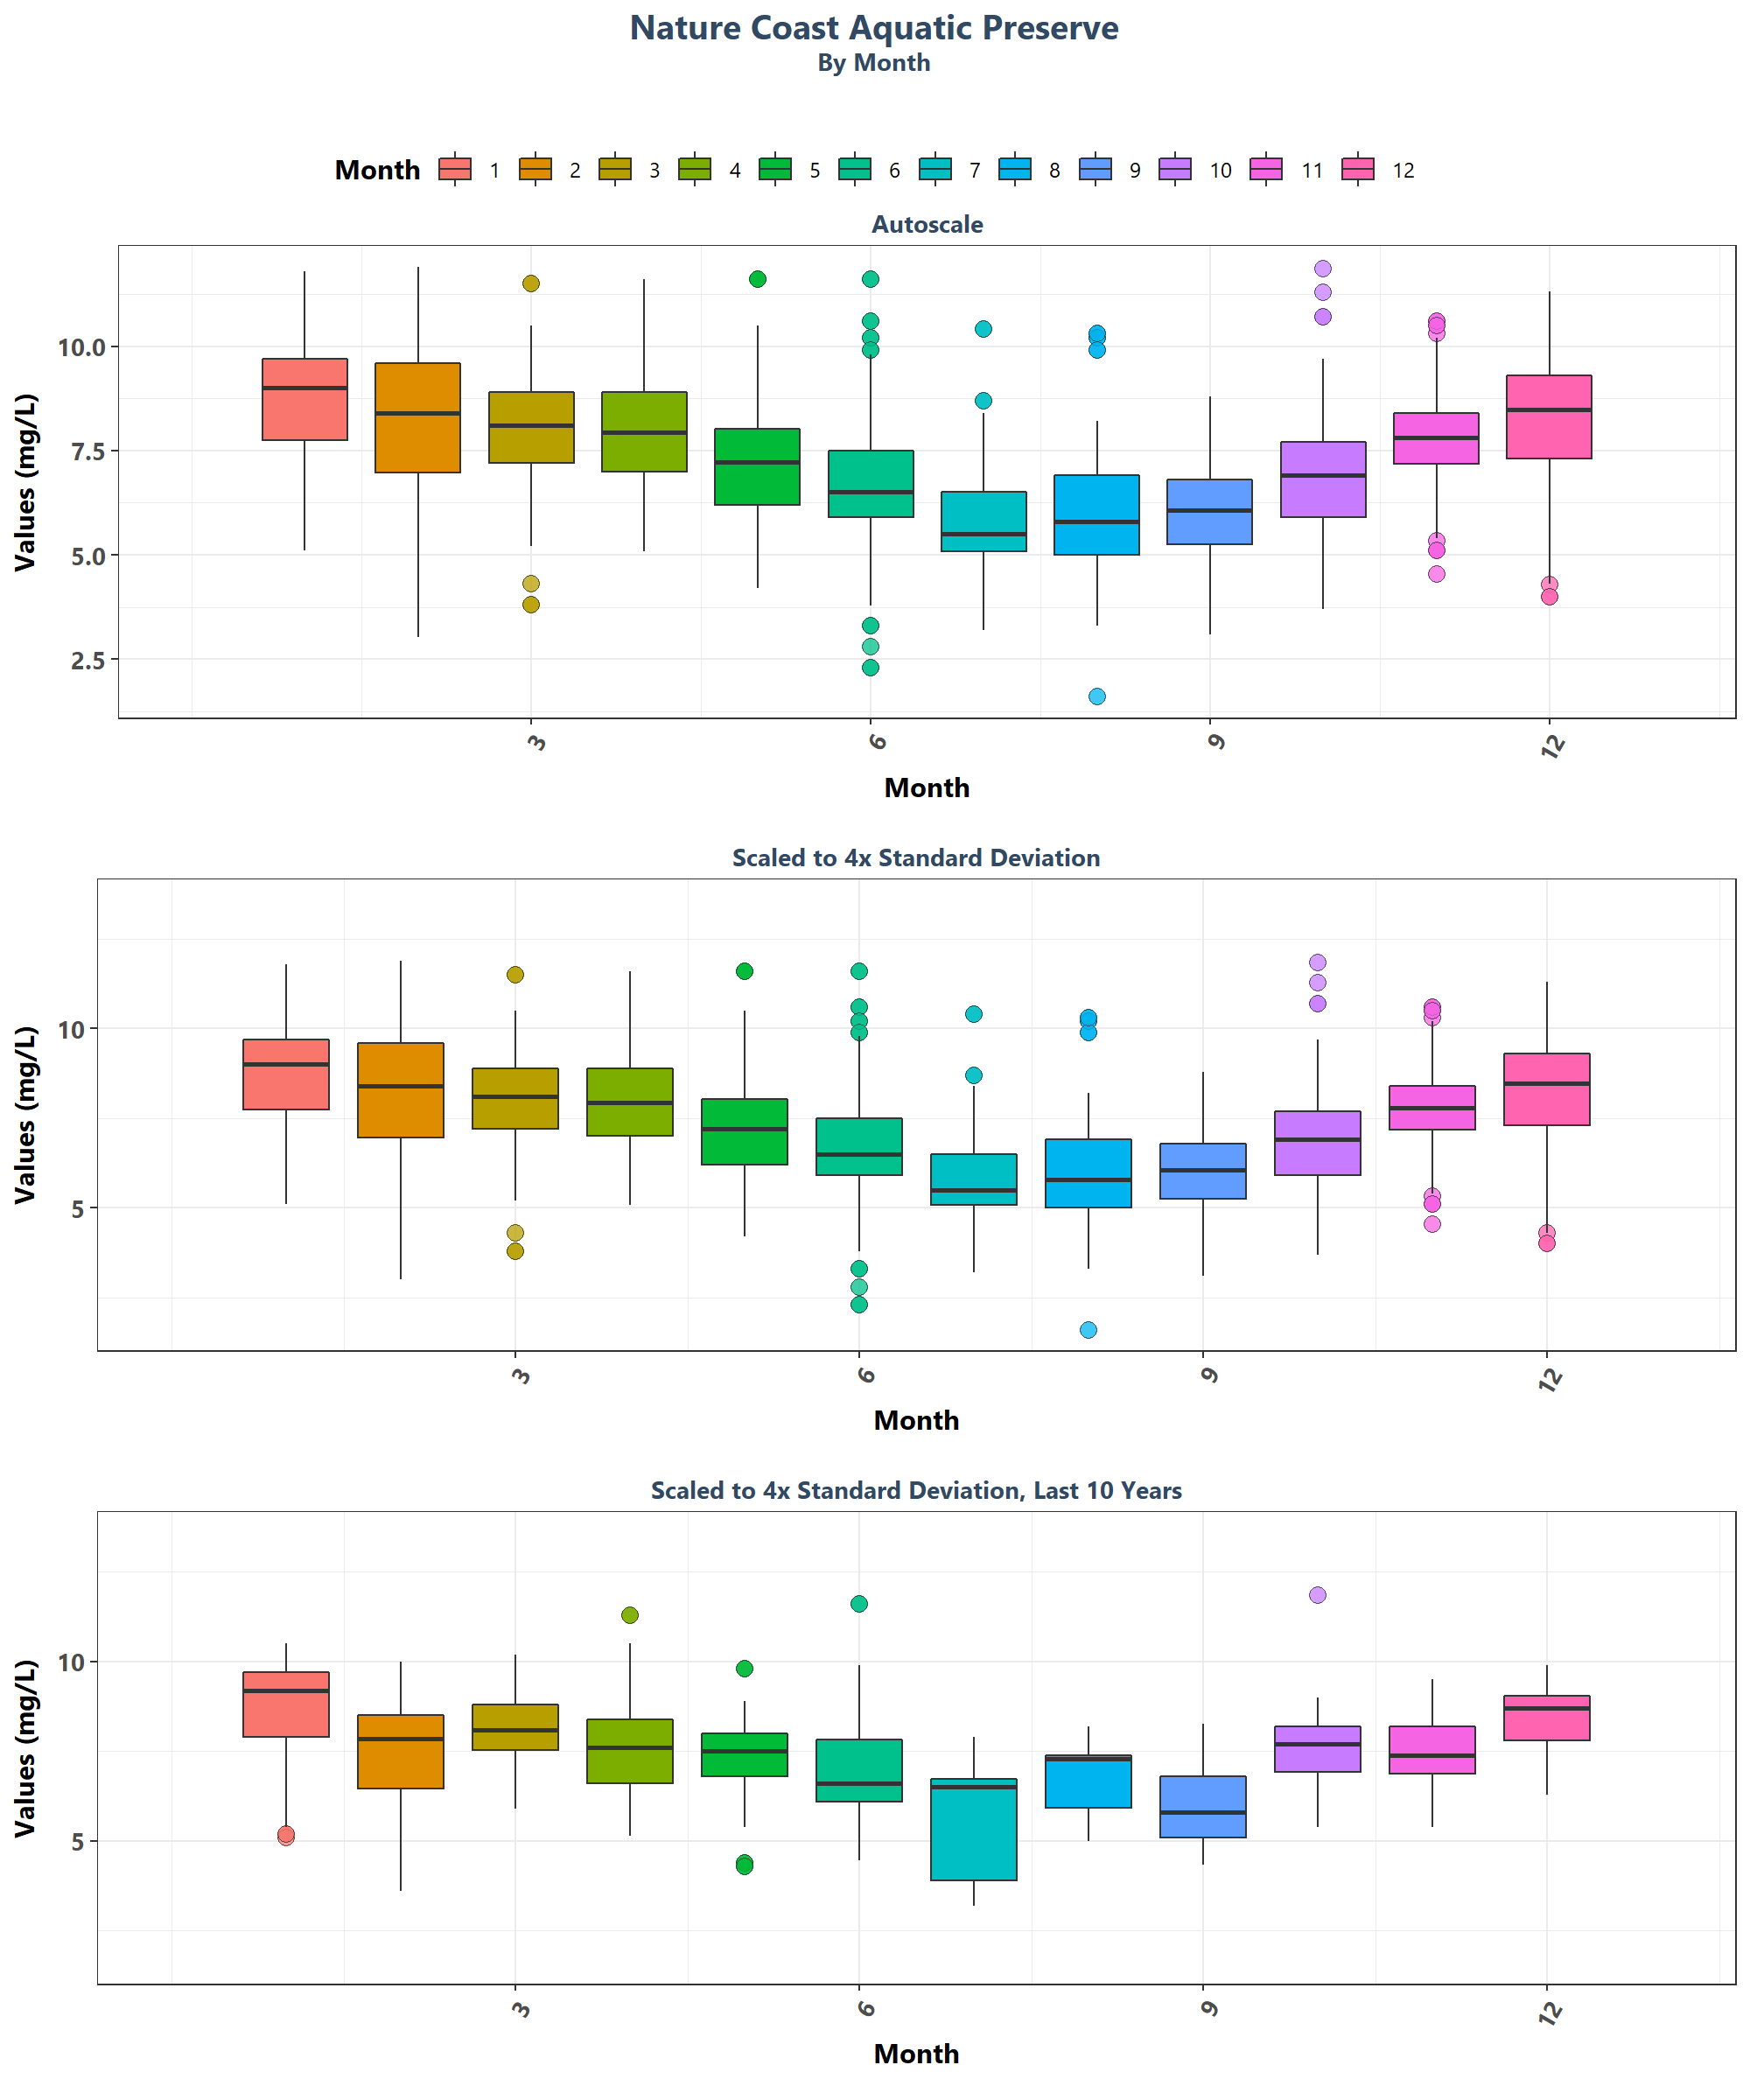 Nature Coast Aquatic Preserve
By Month
Month 1 2 3 4 5 6 7 8 9 10 11 12
Autoscale
Values (mg/L)
10.0
7.5
5.0
2.5
3 6 9 12
Month
Scaled to 4x Standard Deviation
Values (mg/L)
10
5
3 6 9 12
Month
Scaled to 4x Standard Deviation, Last 10 Years
Values (mg/L)
10
5
3 6 9 12
Month